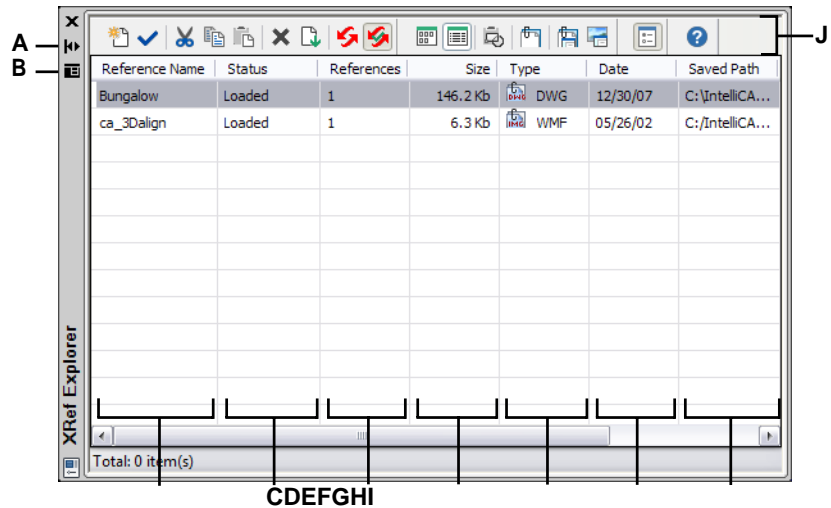 A
B
J
Reference Name Status References Size Type Date Saved Path
Bungalow Loaded 1 146.2 Kb DWG 12/30/07 C:\IntelliCA...
ca_3Dalign Loaded 1 6.3 Kb WMF 05/26/02 C:/IntelliCA...
XRef Explorer
Total: 0 item(s)
CDEFGHI